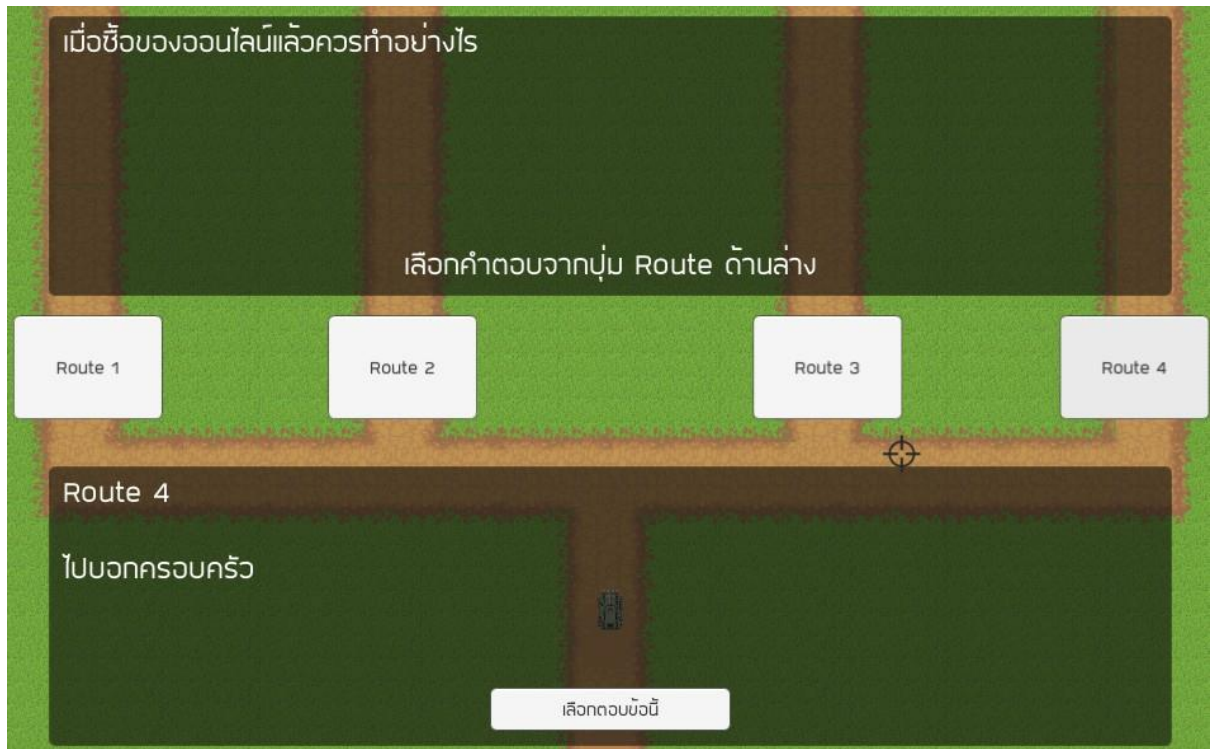 เมื่อซื้อของออนไลน์แล้วควรทำอย่างไร
เลือกคำตอบจากปุ่ม Route ด้านล่าง
Route 1
Route 2
Route 3
Route 4
Route 4
ไปบอกครอบครัว
เลือกตอบข้อนี้